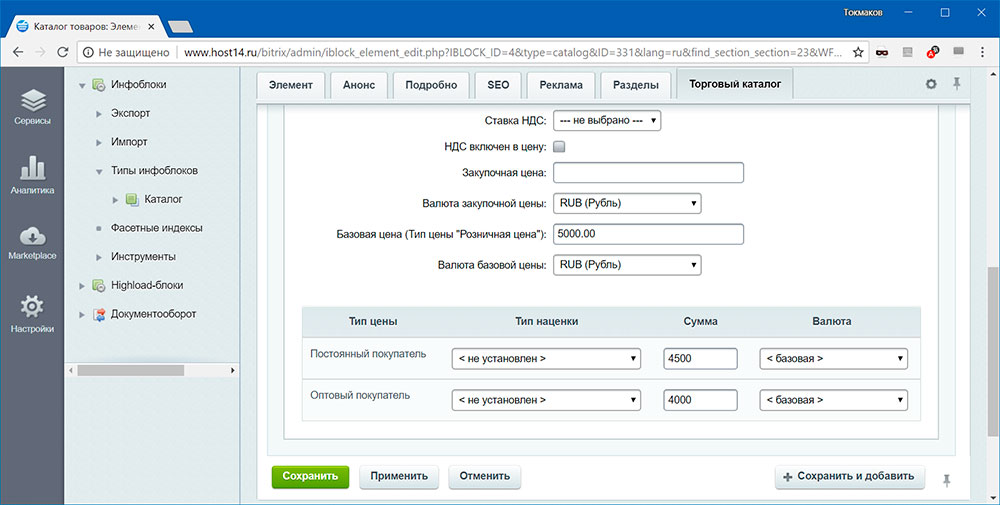 Токмаков
Каталог товаров: Элемен
Не защищено
www.host14.ru/bitrix/admin/iblock_element_edit.php?IBLOCK_ID=4&type=catalog&ID=331&lang=ru&find_section_section=23&WF…
Сервисы
Аналитика
Marketplace
Настройки
Инфоблоки
Экспорт
Импорт
Типы инфоблоков
Каталог
Фасетные индексы
Инструменты
Highload-блоки
Документооборот
Элемент Анонс Подробно SEO Реклама Разделы Торговый каталог
Ставка НДС: --- не выбрано ---
НДС включен в цену:
Закупочная цена:
Валюта закупочной цены: RUB (Рубль)
Базовая цена (Тип цены "Розничная цена"): 5000.00
Валюта базовой цены: RUB (Рубль)
Тип цены Тип наценки Сумма Валюта
Постоянный покупатель < не установлен > 4500 < базовая >
Оптовый покупатель < не установлен > 4000 < базовая >
Сохранить Применить Отменить Сохранить и добавить